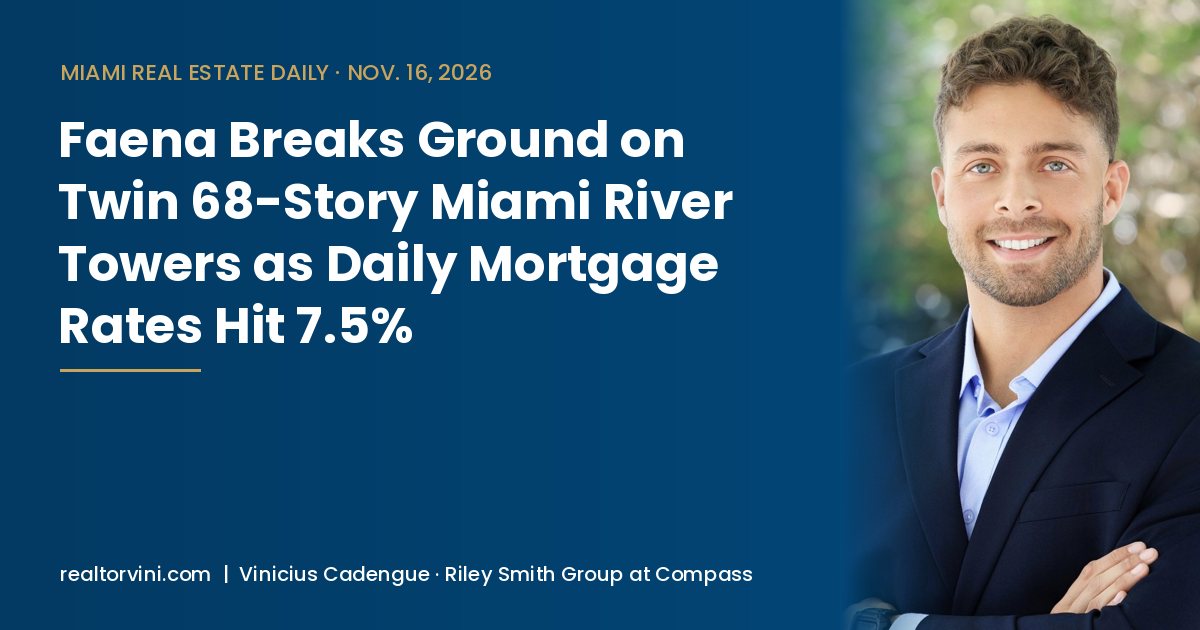 MIAMI REAL ESTATE DAILY · NOV. 16, 2026
Faena Breaks Ground on
Twin 68-Story Miami River
Towers as Daily Mortgage
Rates Hit 7.5%
realtorvini.com | Vinicius Cadengue · Riley Smith Group at Compass